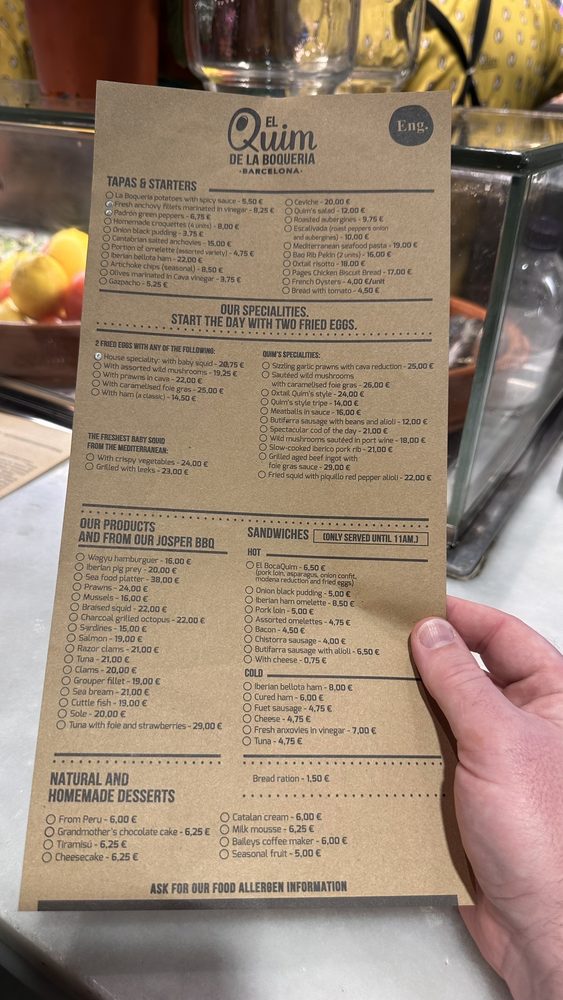 EL
Quim
DE LA BOQUERIA
·BARCELONA·
Eng.
TAPAS & STARTERS
La Boqueria potatoes with spicy sauce - 5,50 €
Fresh anchovy fillets marinated in vinegar - 8,25 €
Padrón green peppers - 6,75 €
Homemade croquettes (4 units) - 8,00 €
Onion black pudding - 3,75 €
Cantabrian salted anchovies - 15,00 €
Portion of omelette (assorted variety) - 4,75 €
Iberian bellota ham - 22,00 €
Artichoke chips (seasonal) - 8,50 €
Olives marinated in Cava vinegar - 3,75 €
Gazpacho - 5,25 €
Ceviche - 20,00 €
Quim's salad - 12,00 €
Roasted aubergines - 9,75 €
Escalivada (roast peppers onion
and aubergines) - 10,00 €
Mediterranean seafood pasta - 19,00 €
Bao Rib Pekin (2 units) - 16,00 €
Oxtail risotto - 18,00 €
Pages Chicken Biscuit Bread - 17,00 €
French Oysters - 4,00 €/unit
Bread with tomato - 4,50 €
OUR SPECIALITIES.
START THE DAY WITH TWO FRIED EGGS.
2 FRIED EGGS WITH ANY OF THE FOLLOWING:
House speciality: with baby squid - 20,75 €
With assorted wild mushrooms - 19,25 €
With prawns in cava - 22,00 €
With caramelised foie gras - 25,00 €
With ham (a classic) - 14,50 €
THE FRESHEST BABY SQUID
FROM THE MEDITERRANEAN:
With crispy vegetables - 24,00 €
Grilled with leeks - 23,00 €
QUIM'S SPECIALITIES:
Sizzling garlic prawns with cava reduction - 25,00 €
Sautéed wild mushrooms
with caramelised foie gras - 26,00 €
Oxtail Quim's style - 24,00 €
Quim's style tripe - 14,00 €
Meatballs in sauce - 16,00 €
Butifarra sausage with beans and alioli - 12,00 €
Spectacular cod of the day - 21,00 €
Wild mushrooms sautéed in port wine - 18,00 €
Slow-cooked iberico pork rib - 21,00 €
Grilled aged beef ingot with
foie gras sauce - 29,00 €
Fried squid with piquillo red pepper alioli - 22,00 €
OUR PRODUCTS
AND FROM OUR JOSPER BBQ
Wagyu hamburguer - 16,00 €
Iberian pig prey - 20,00 €
Sea food platter - 38,00 €
Prawns - 24,00 €
Mussels - 16,00 €
Braised squid - 22,00 €
Charcoal grilled octopus - 22,00 €
Sardines - 15,00 €
Salmon - 19,00 €
Razor clams - 21,00 €
Tuna - 21,00 €
Clams - 20,00 €
Grouper fillet - 19,00 €
Sea bream - 21,00 €
Cuttle fish - 19,00 €
Sole - 20,00 €
Tuna with foie and strawberries - 29,00 €
SANDWICHES (ONLY SERVED UNTIL 11AM.)
HOT
El BocaQuim - 6,50 €
(pork loin, asparagus, onion confit,
modena reduction and fried eggs)
Onion black pudding - 5,00 €
Iberian ham omelette - 8,50 €
Pork loin - 5,00 €
Assorted omelettes - 4,75 €
Bacon - 4,50 €
Chistorra sausage - 4,00 €
Butifarra sausage with alioli - 6,50 €
With cheese - 0,75 €
COLD
Iberian bellota ham - 8,00 €
Cured ham - 6,00 €
Fuet sausage - 4,75 €
Cheese - 4,75 €
Fresh anxovies in vinegar - 7,00 €
Tuna - 4,75 €
Bread ration - 1,50 €
NATURAL AND
HOMEMADE DESSERTS
From Peru - 6,00 €
Grandmother's chocolate cake - 6,25 €
Tiramisú - 6,25 €
Cheesecake - 6,25 €
Catalan cream - 6,00 €
Milk mousse - 6,25 €
Baileys coffee maker - 6,00 €
Seasonal fruit - 5,00 €
ASK FOR OUR FOOD ALLERGEN INFORMATION